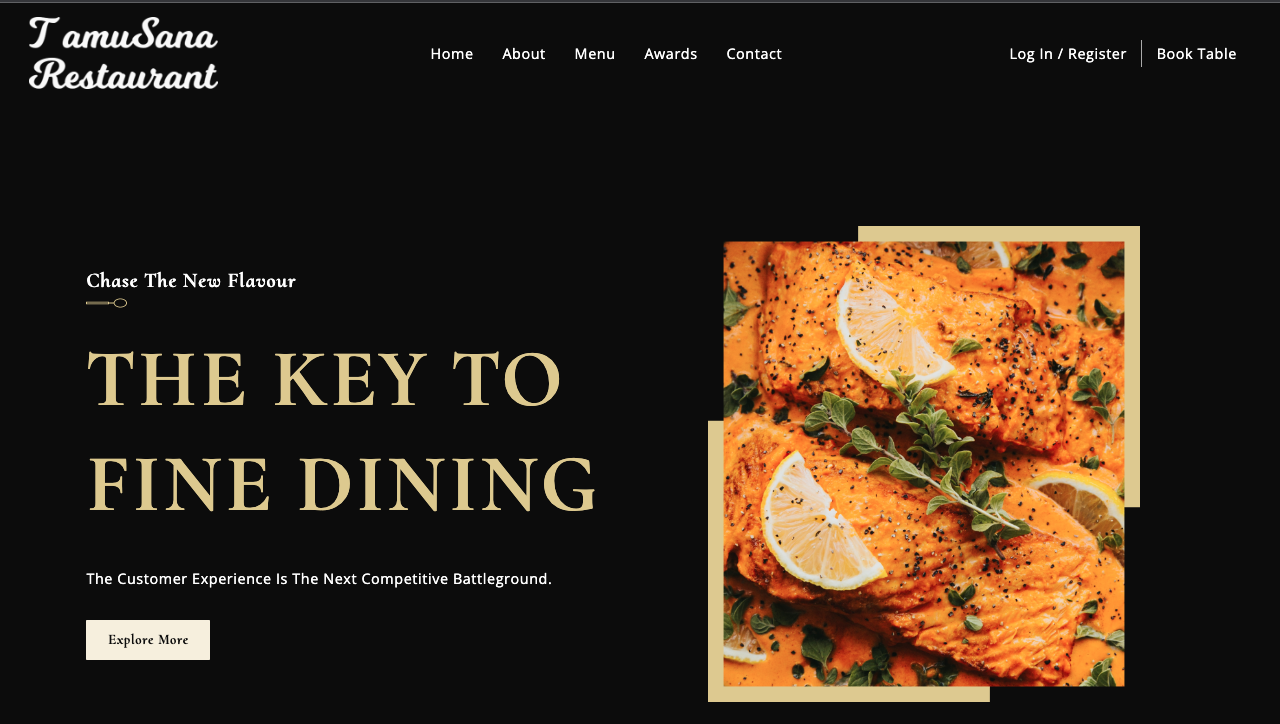 TamuSana
Restaurant
Home About Menu Awards Contact
Log In / Register Book Table
Chase The New Flavour
THE KEY TO
FINE DINING
The Customer Experience Is The Next Competitive Battleground.
Explore More